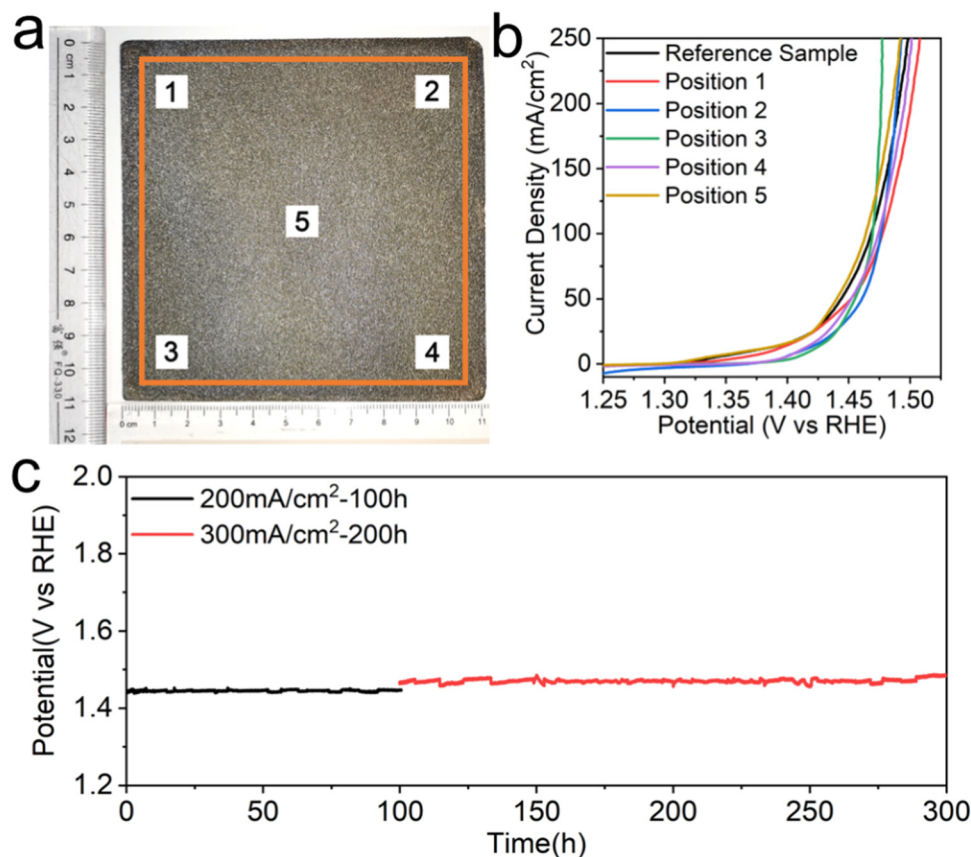 a
0 cm
1
2
3
4
5
6
7
8
9
10
11
12
FQ-330
1
2
3
4
5
0 cm 1 2 3 4 5 6 7 8 9 10 11
b
Current Density (mA/cm²)
250
200
150
100
50
0
Reference Sample
Position 1
Position 2
Position 3
Position 4
Position 5
1.25 1.30 1.35 1.40 1.45 1.50
Potential (V vs RHE)
c
Potential(V vs RHE)
2.0
1.8
1.6
1.4
1.2
200mA/cm²-100h
300mA/cm²-200h
0 50 100 150 200 250 300
Time(h)